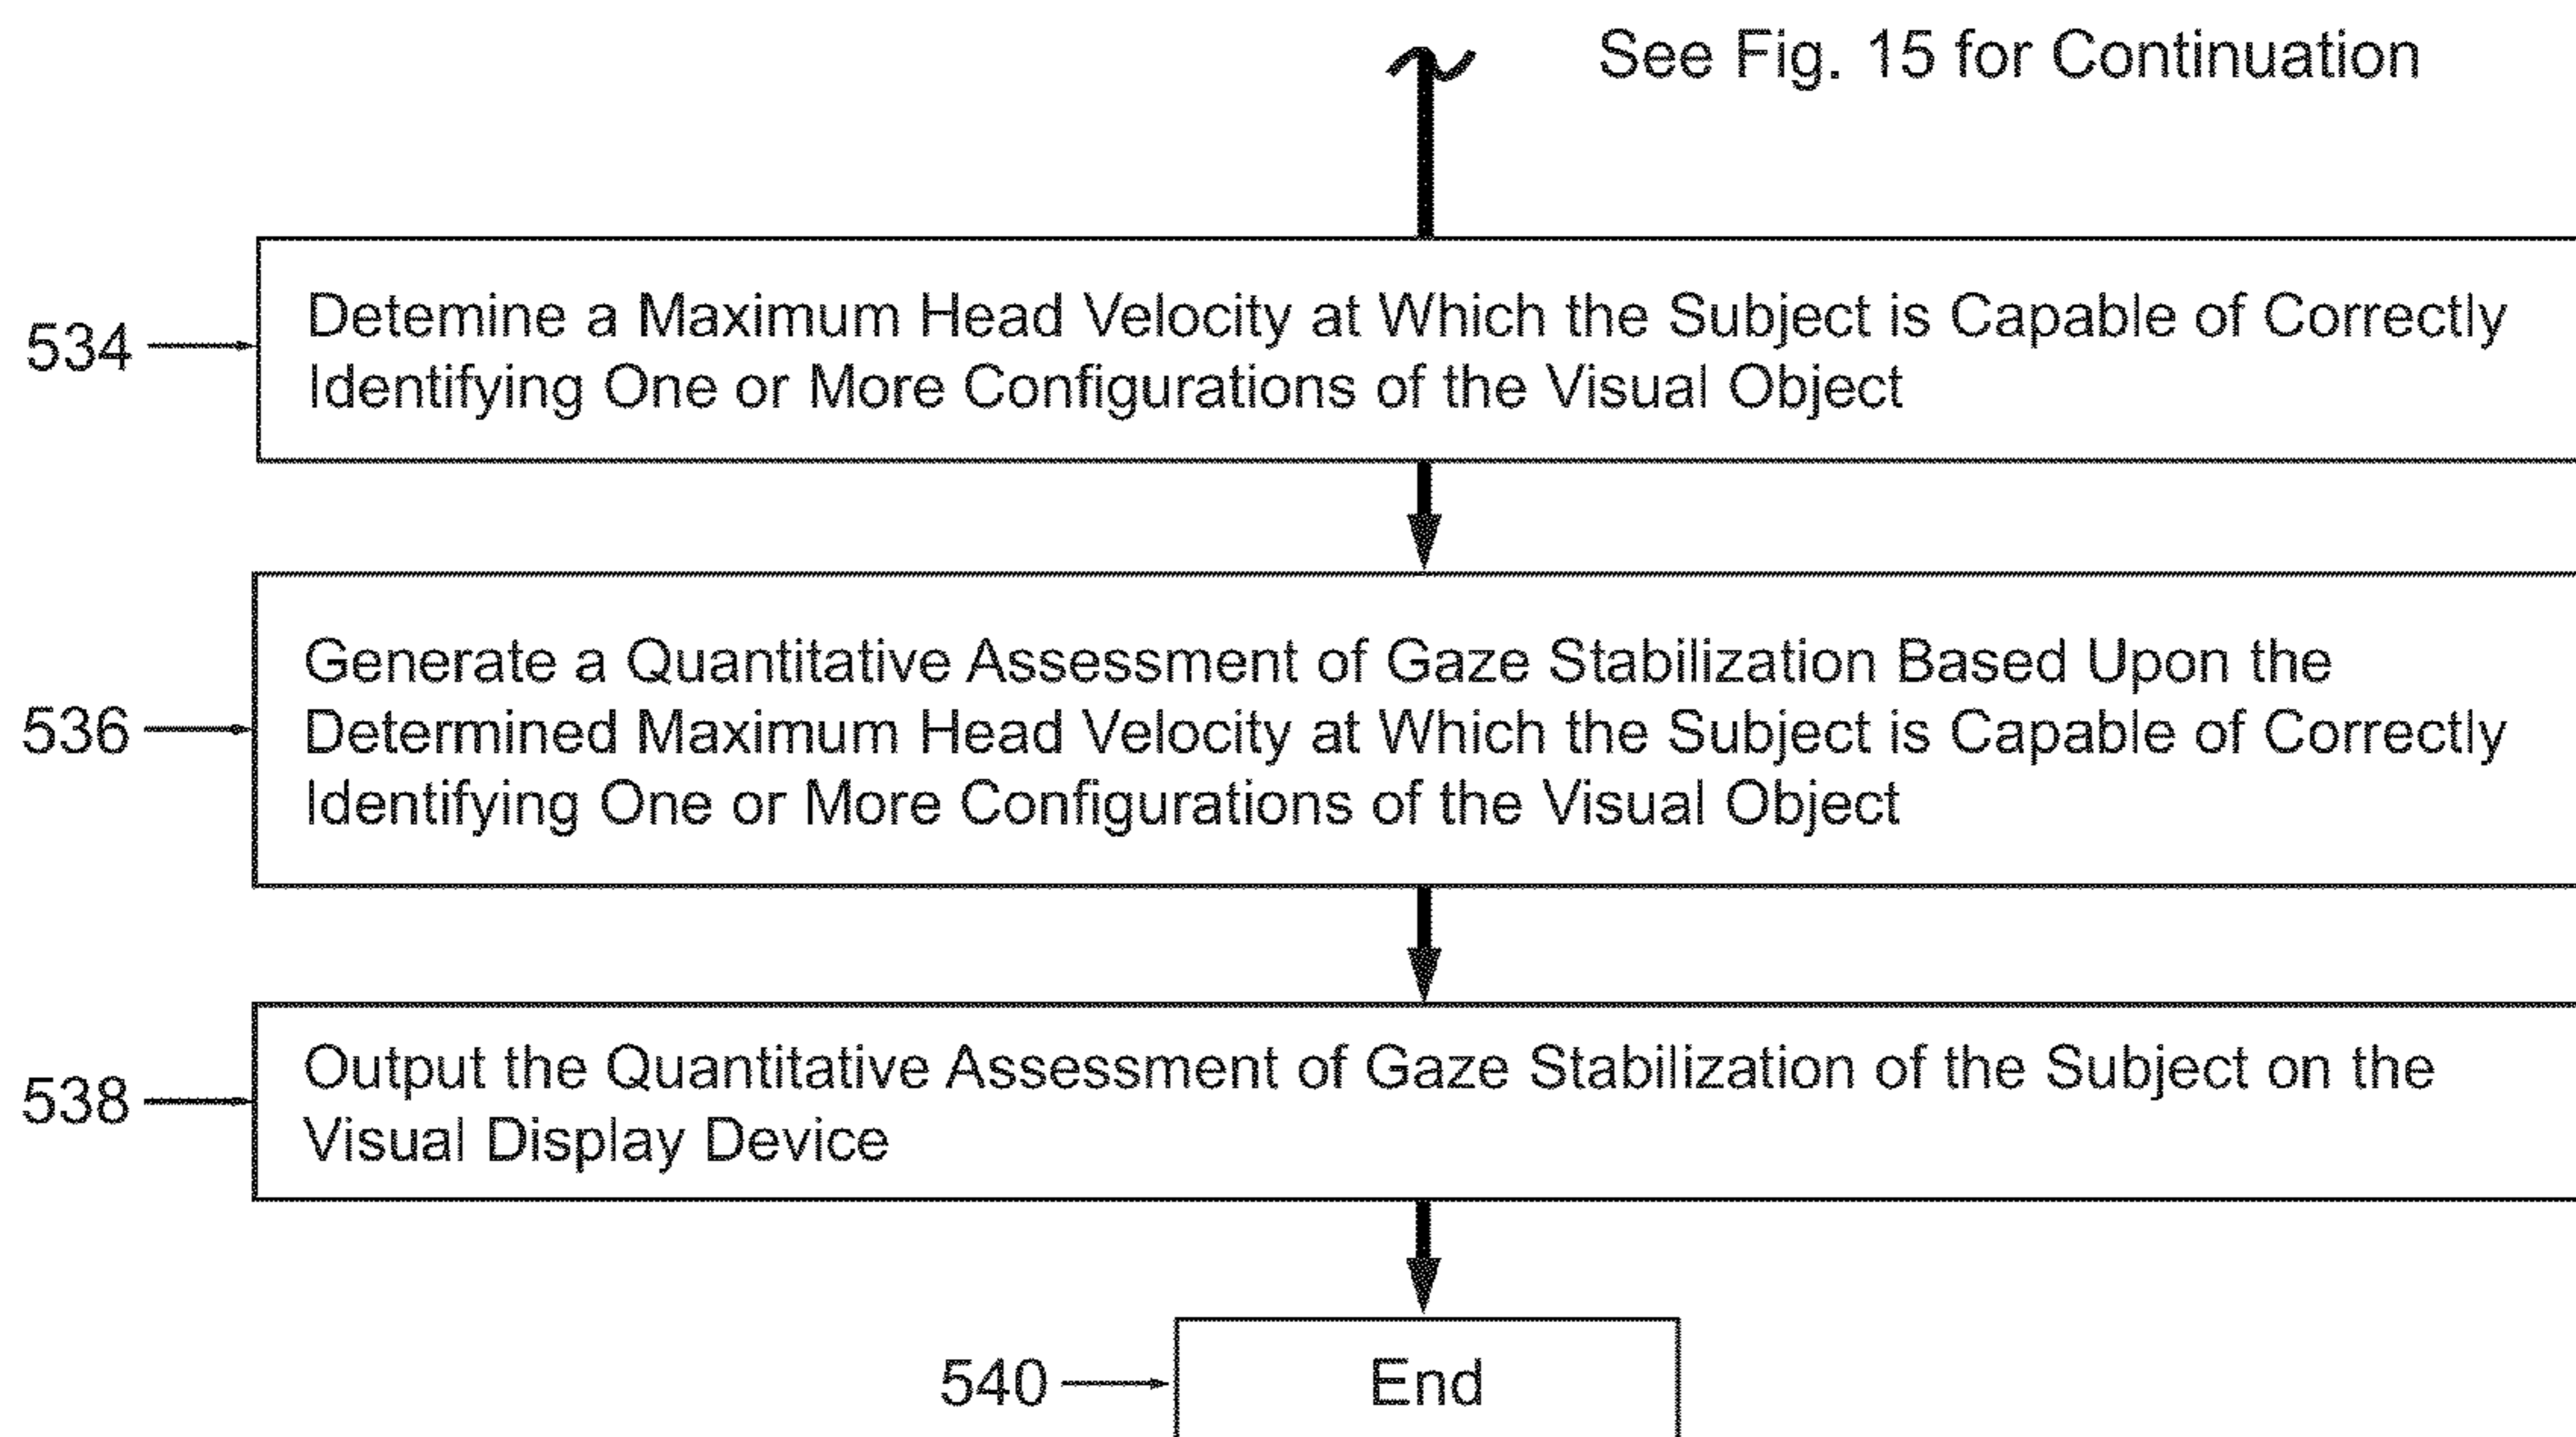 See Fig. 15 for Continuation
534
Detemine a Maximum Head Velocity at Which the Subject is Capable of Correctly
Identifying One or More Configurations of the Visual Object
536
Generate a Quantitative Assessment of Gaze Stabilization Based Upon the
Determined Maximum Head Velocity at Which the Subject is Capable of Correctly
Identifying One or More Configurations of the Visual Object
538
Output the Quantitative Assessment of Gaze Stabilization of the Subject on the
Visual Display Device
540
End